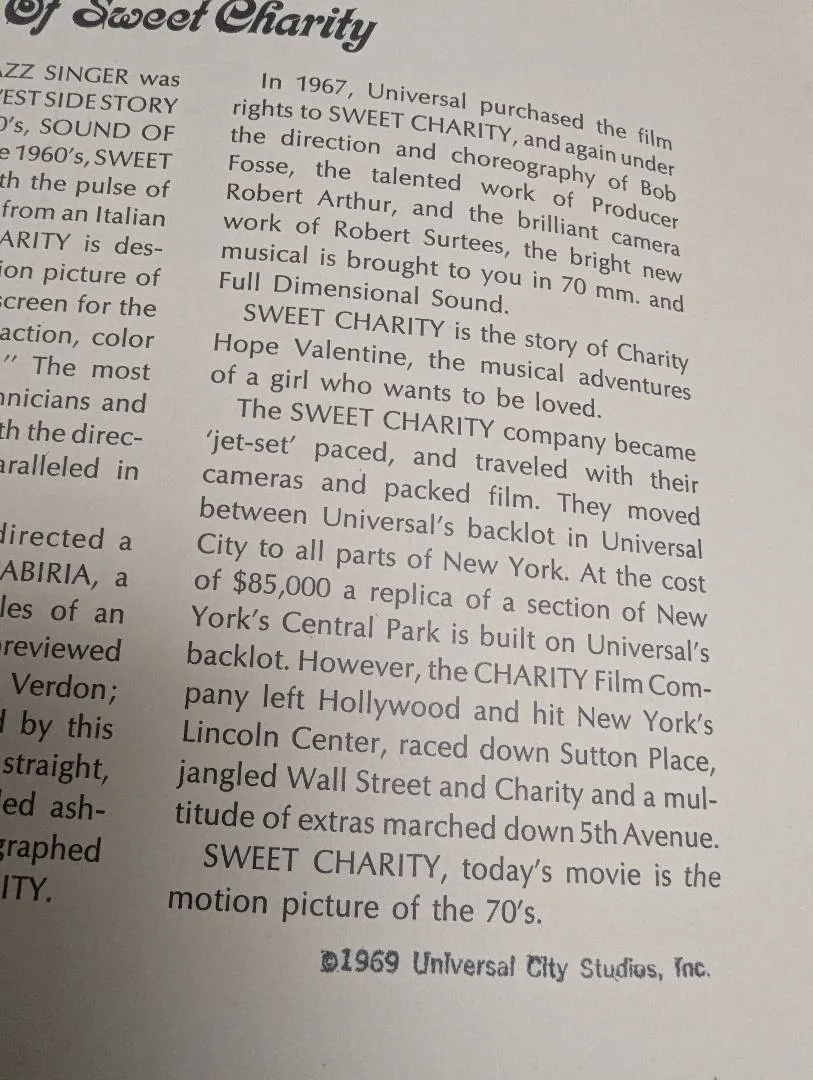 Of Sweet Charity
ZZ SINGER was
EST SIDE STORY
0's, SOUND OF
e 1960's, SWEET
th the pulse of
from an Italian
ARITY is des-
ion picture of
screen for the
action, color
" The most
nicians and
th the direc-
aralleled in
directed a
ABIRIA, a
les of an
reviewed
Verdon;
d by this
straight,
ed ash-
graphed
ITY.
In 1967, Universal purchased the film
rights to SWEET CHARITY, and again under
the direction and choreography of Bob
Fosse, the talented work of Producer
Robert Arthur, and the brilliant camera
work of Robert Surtees, the bright new
musical is brought to you in 70 mm. and
Full Dimensional Sound.
SWEET CHARITY is the story of Charity
Hope Valentine, the musical adventures
of a girl who wants to be loved.
The SWEET CHARITY company became
'jet-set' paced, and traveled with their
cameras and packed film. They moved
between Universal's backlot in Universal
City to all parts of New York. At the cost
of $85,000 a replica of a section of New
York's Central Park is built on Universal's
backlot. However, the CHARITY Film Com-
pany left Hollywood and hit New York's
Lincoln Center, raced down Sutton Place,
jangled Wall Street and Charity and a mul-
titude of extras marched down 5th Avenue.
SWEET CHARITY, today's movie is the
motion picture of the 70's.
©1969 Universal City Studios, Inc.